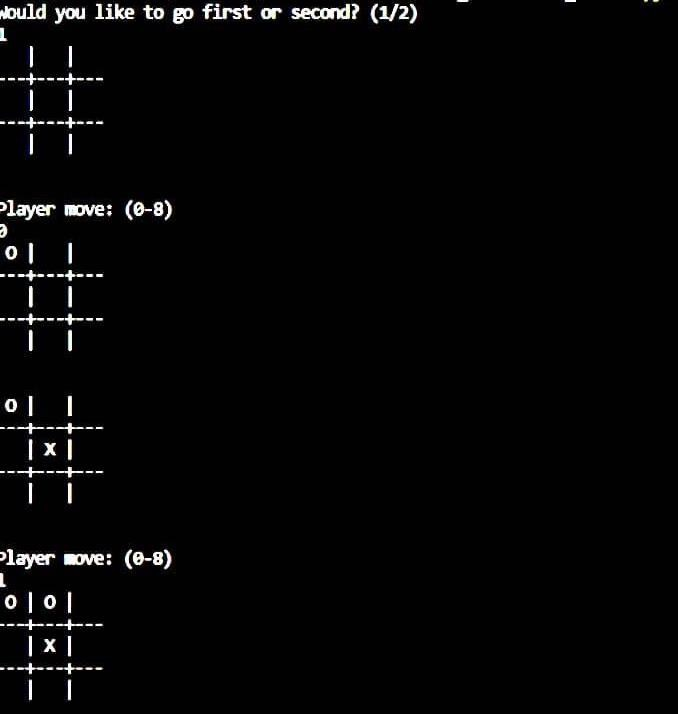 Would you like to go first or second? (1/2)
1
 | |
---+---+---
 | |
---+---+---
 | |
Player move: (0-8)
0
O | |
---+---+---
 | |
---+---+---
 | |
O | |
---+---+---
 | X |
---+---+---
 | |
Player move: (0-8)
1
O | O |
---+---+---
 | X |
---+---+---
 | |